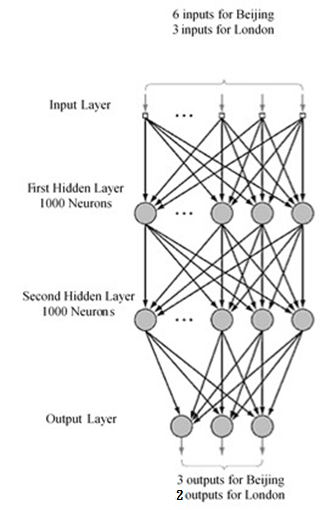 6 inputs for Beijing
3 inputs for London
Input Layer
...
First Hidden Layer
1000 Neurons
...
Second Hidden Layer
1000 Neurons
...
Output Layer
3 outputs for Beijing
2 outputs for London